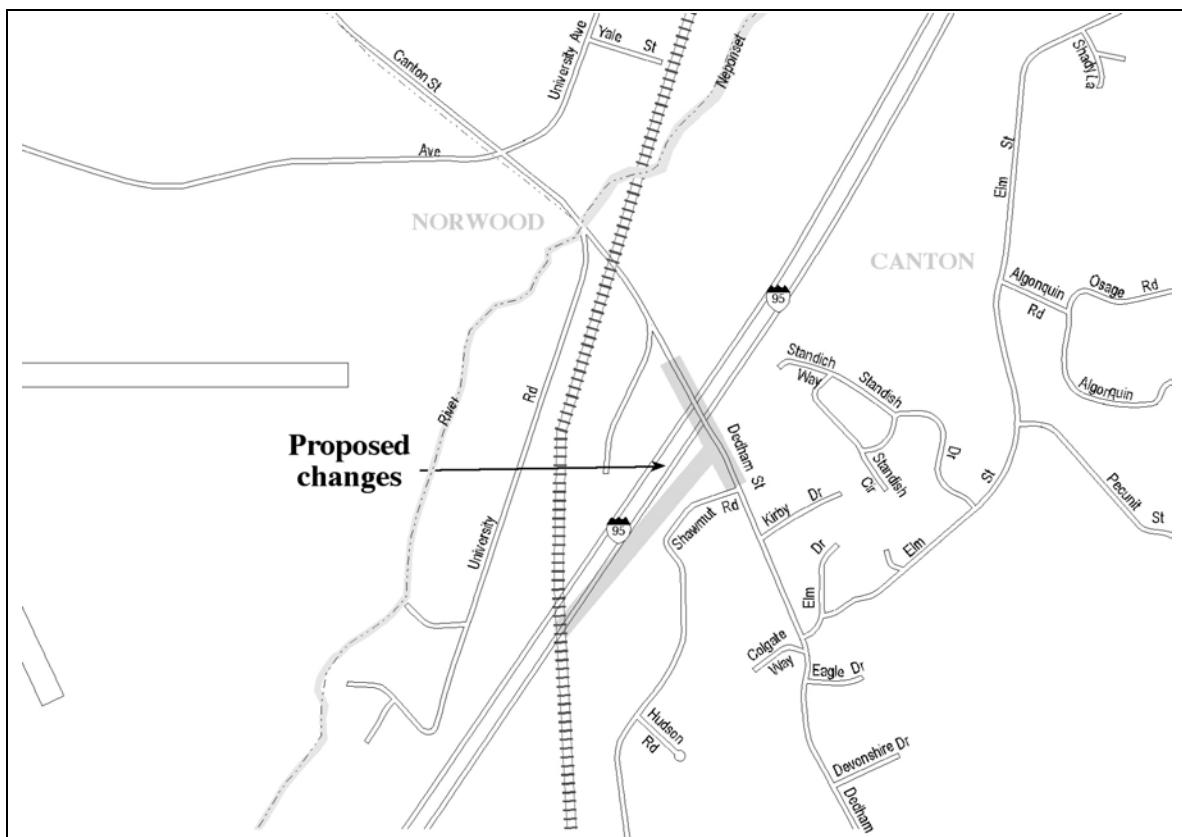 Canton St
University Ave
Yale St
Neponset
Shady La
Ave
Elm St
NORWOOD
CANTON
Algonquin Rd
Osage Rd
95
Standich Way
Standish
Algonquin
River
Rd
Proposed
changes
Dedham St
Standish Cir
Dr
St
Pecunit St
Kirby Dr
Shawmut Rd
95
University
Elm Dr
Elm
Colgate Way
Eagle Dr
Hudson Rd
Devonshire Dr
Dedham